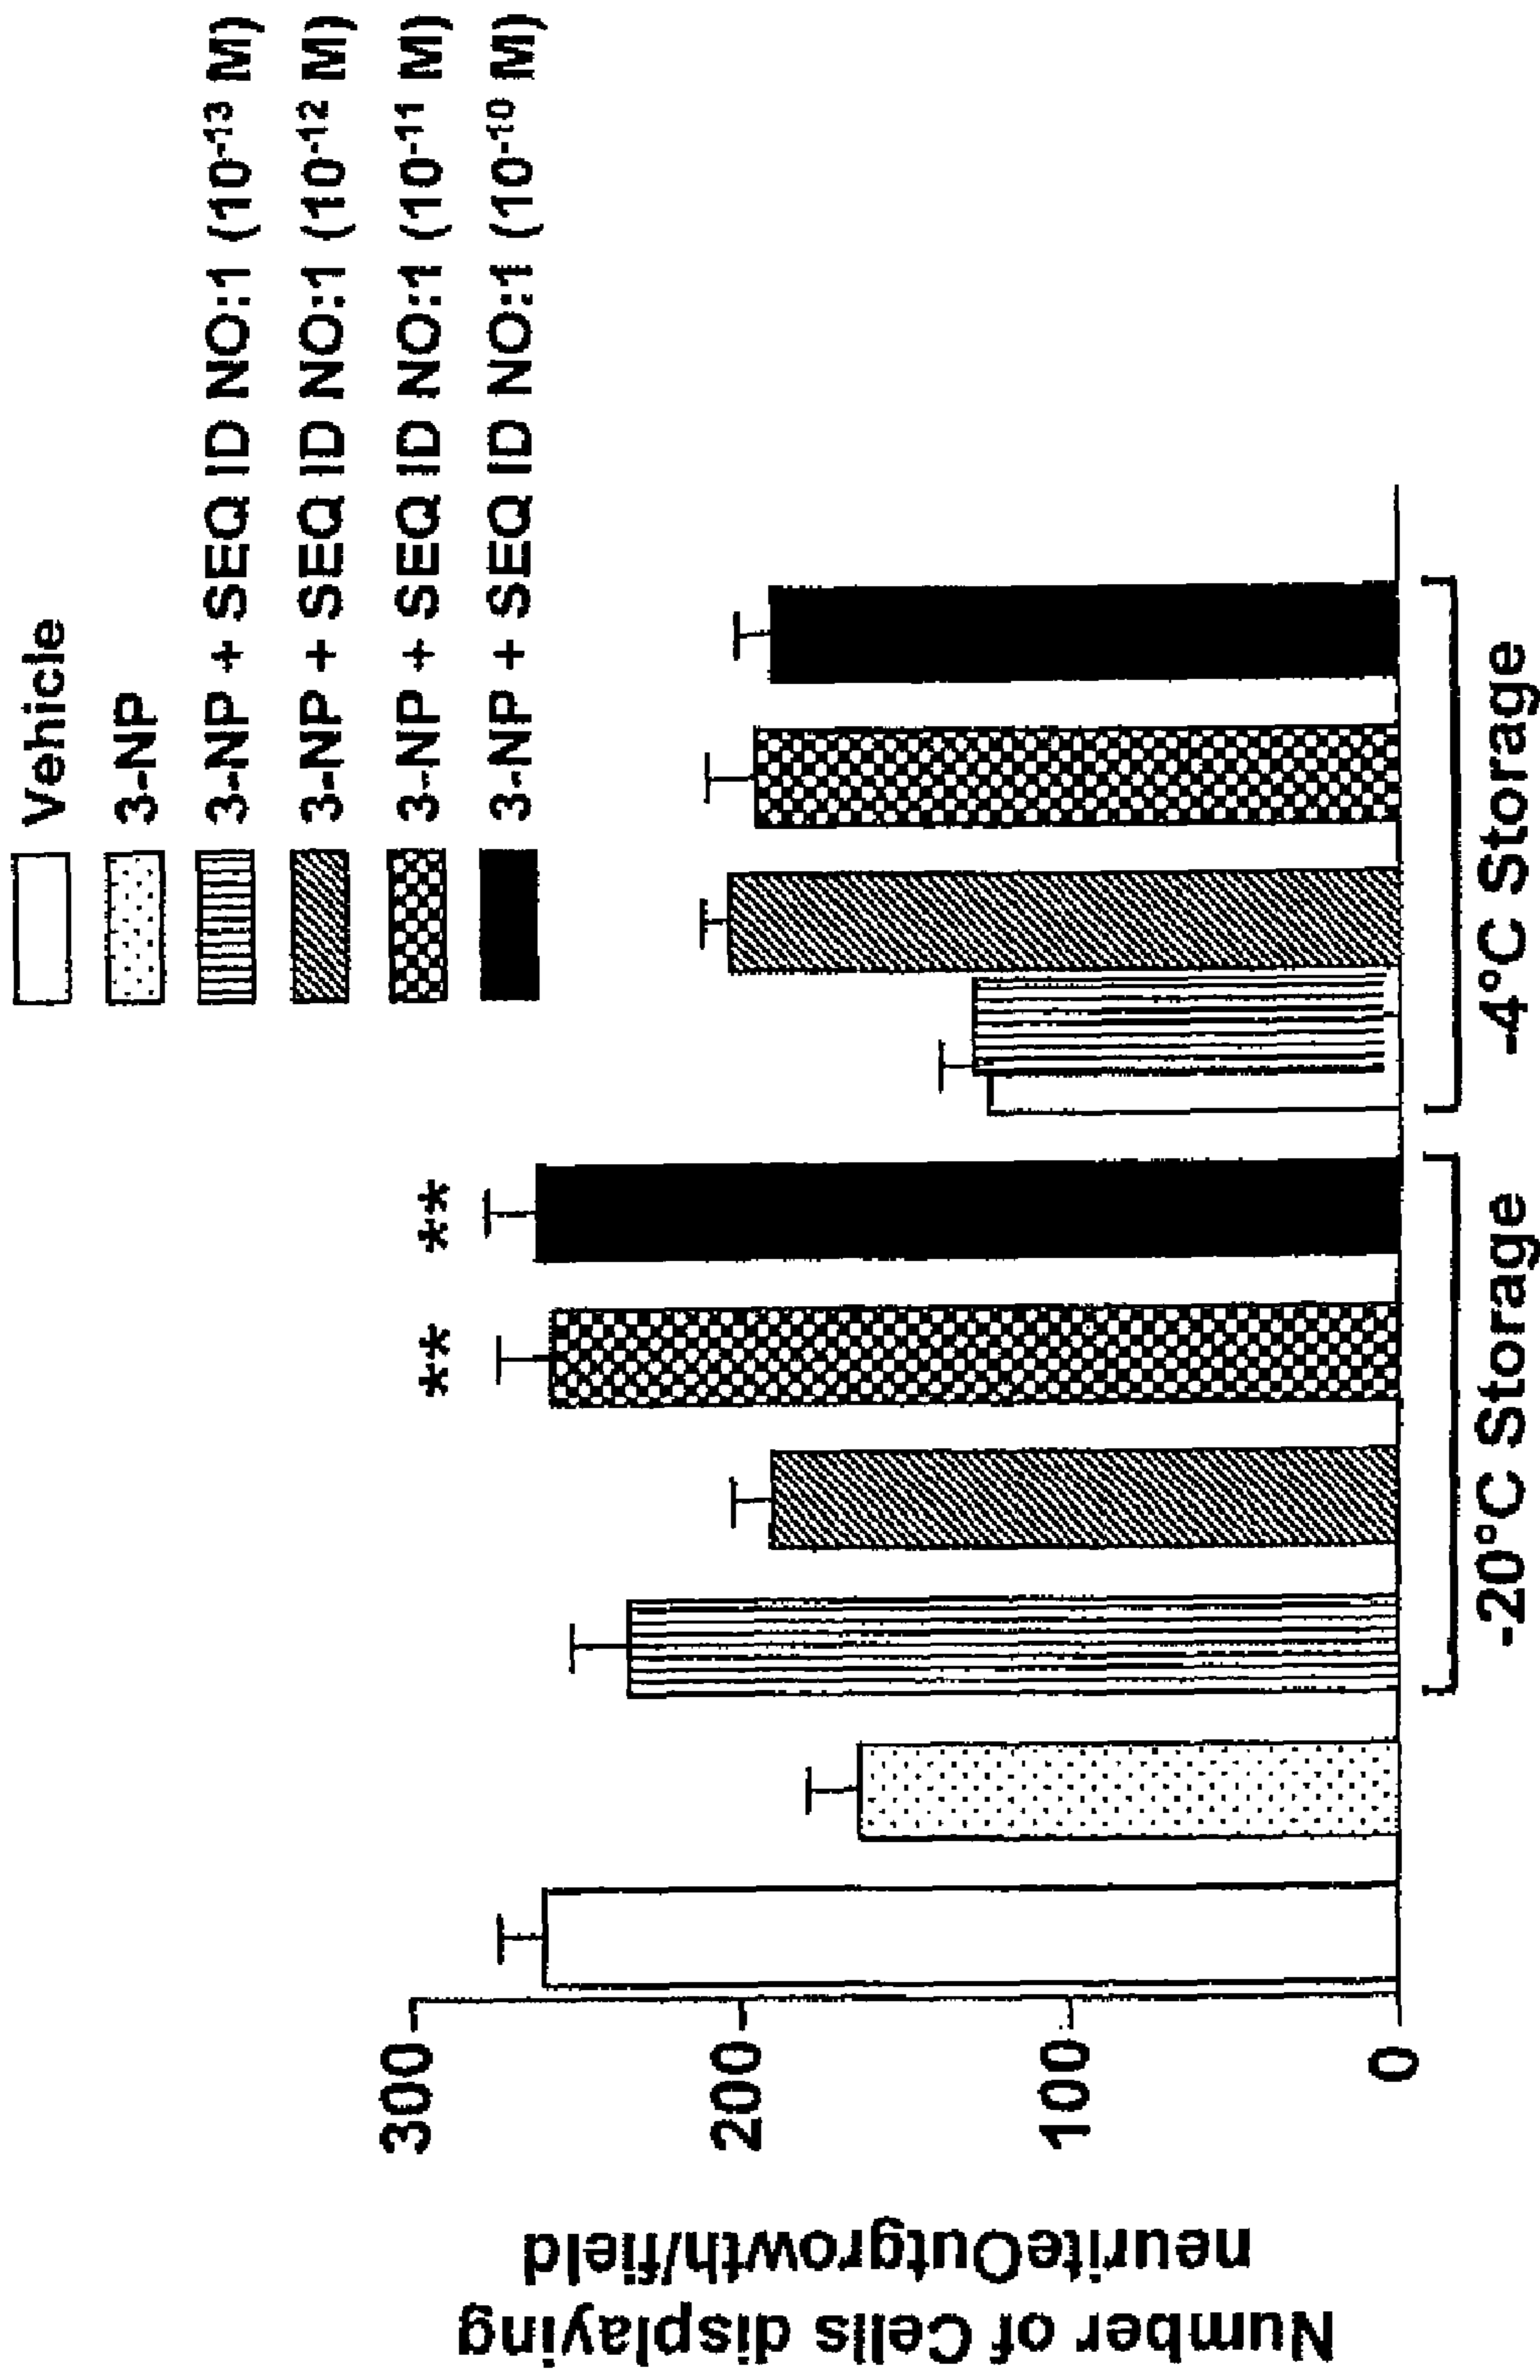 Vehicle
3-NP
3-NP + SEQ ID NO:1 (10⁻¹³ M)
3-NP + SEQ ID NO:1 (10⁻¹² M)
3-NP + SEQ ID NO:1 (10⁻¹¹ M)
3-NP + SEQ ID NO:1 (10⁻¹⁰ M)
Number of Cells displaying
neuriteOutgrowth/field
300
200
100
0
**
**
-20°C Storage
-4°C Storage